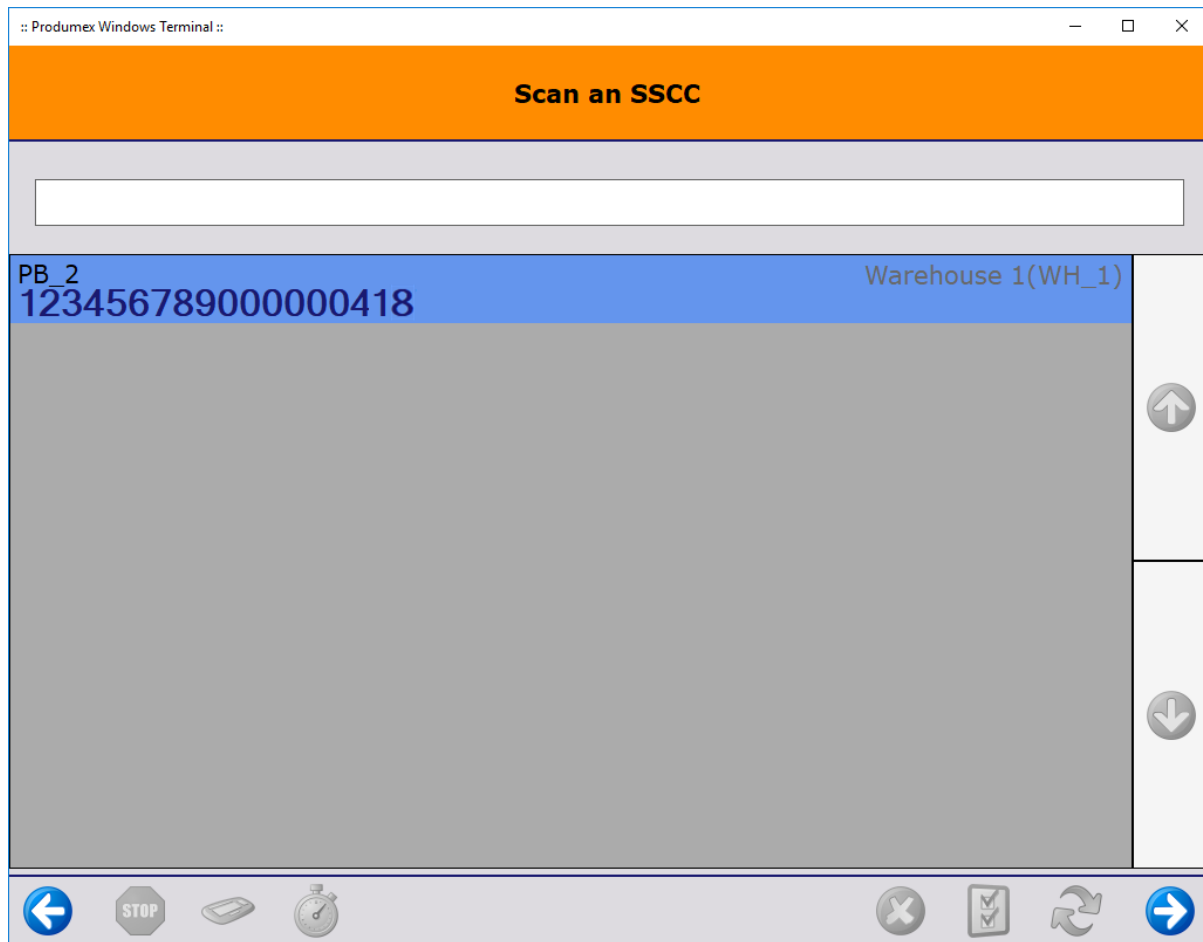 :: Produmex Windows Terminal ::
Scan an SSCC
PB_2 Warehouse 1(WH_1)
123456789000000418
STOP